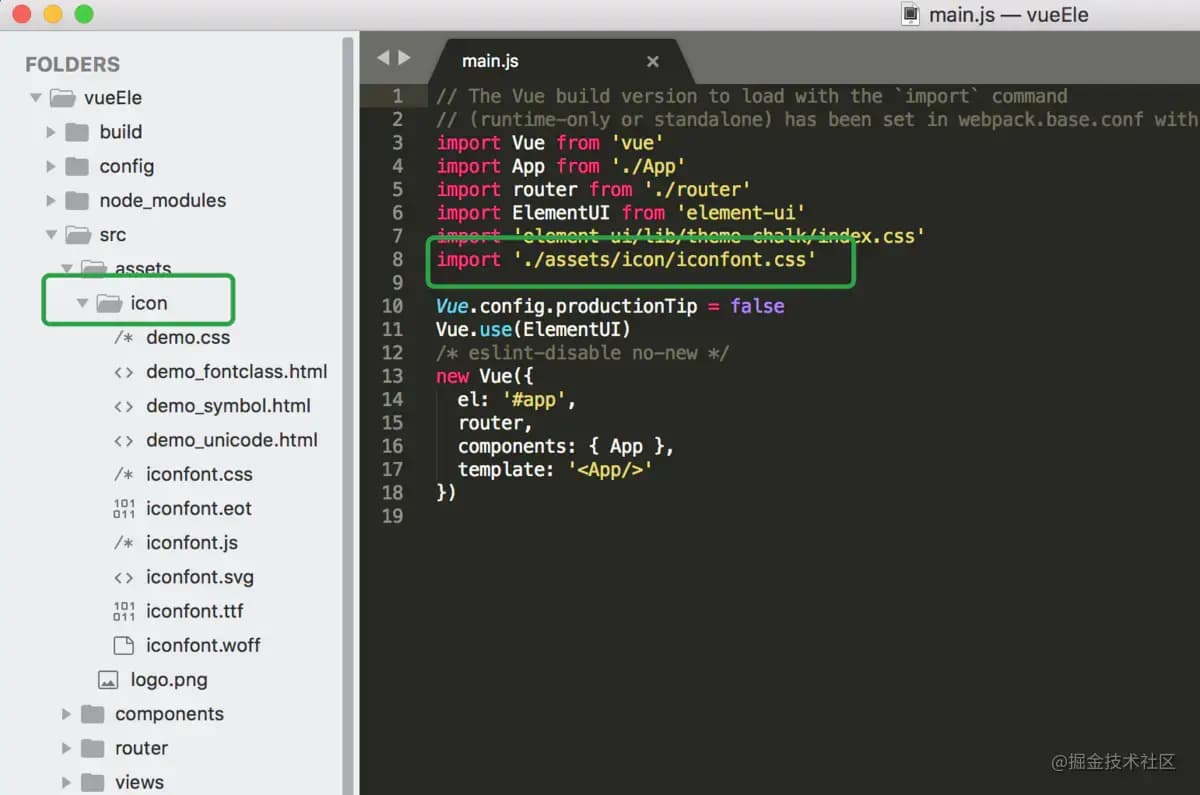 main.js — vueEle
FOLDERS
vueEle
build
config
node_modules
src
assets
icon
demo.css
demo_fontclass.html
demo_symbol.html
demo_unicode.html
iconfont.css
iconfont.eot
iconfont.js
iconfont.svg
iconfont.ttf
iconfont.woff
logo.png
components
router
views
main.js
1 // The Vue build version to load with the `import` command
2 // (runtime-only or standalone) has been set in webpack.base.conf with
3 import Vue from 'vue'
4 import App from './App'
5 import router from './router'
6 import ElementUI from 'element-ui'
7 import 'element-ui/lib/theme-chalk/index.css'
8 import './assets/icon/iconfont.css'
9
10 Vue.config.productionTip = false
11 Vue.use(ElementUI)
12 /* eslint-disable no-new */
13 new Vue({
14 el: '#app',
15 router,
16 components: { App },
17 template: '<App/>'
18 })
19
@掘金技术社区